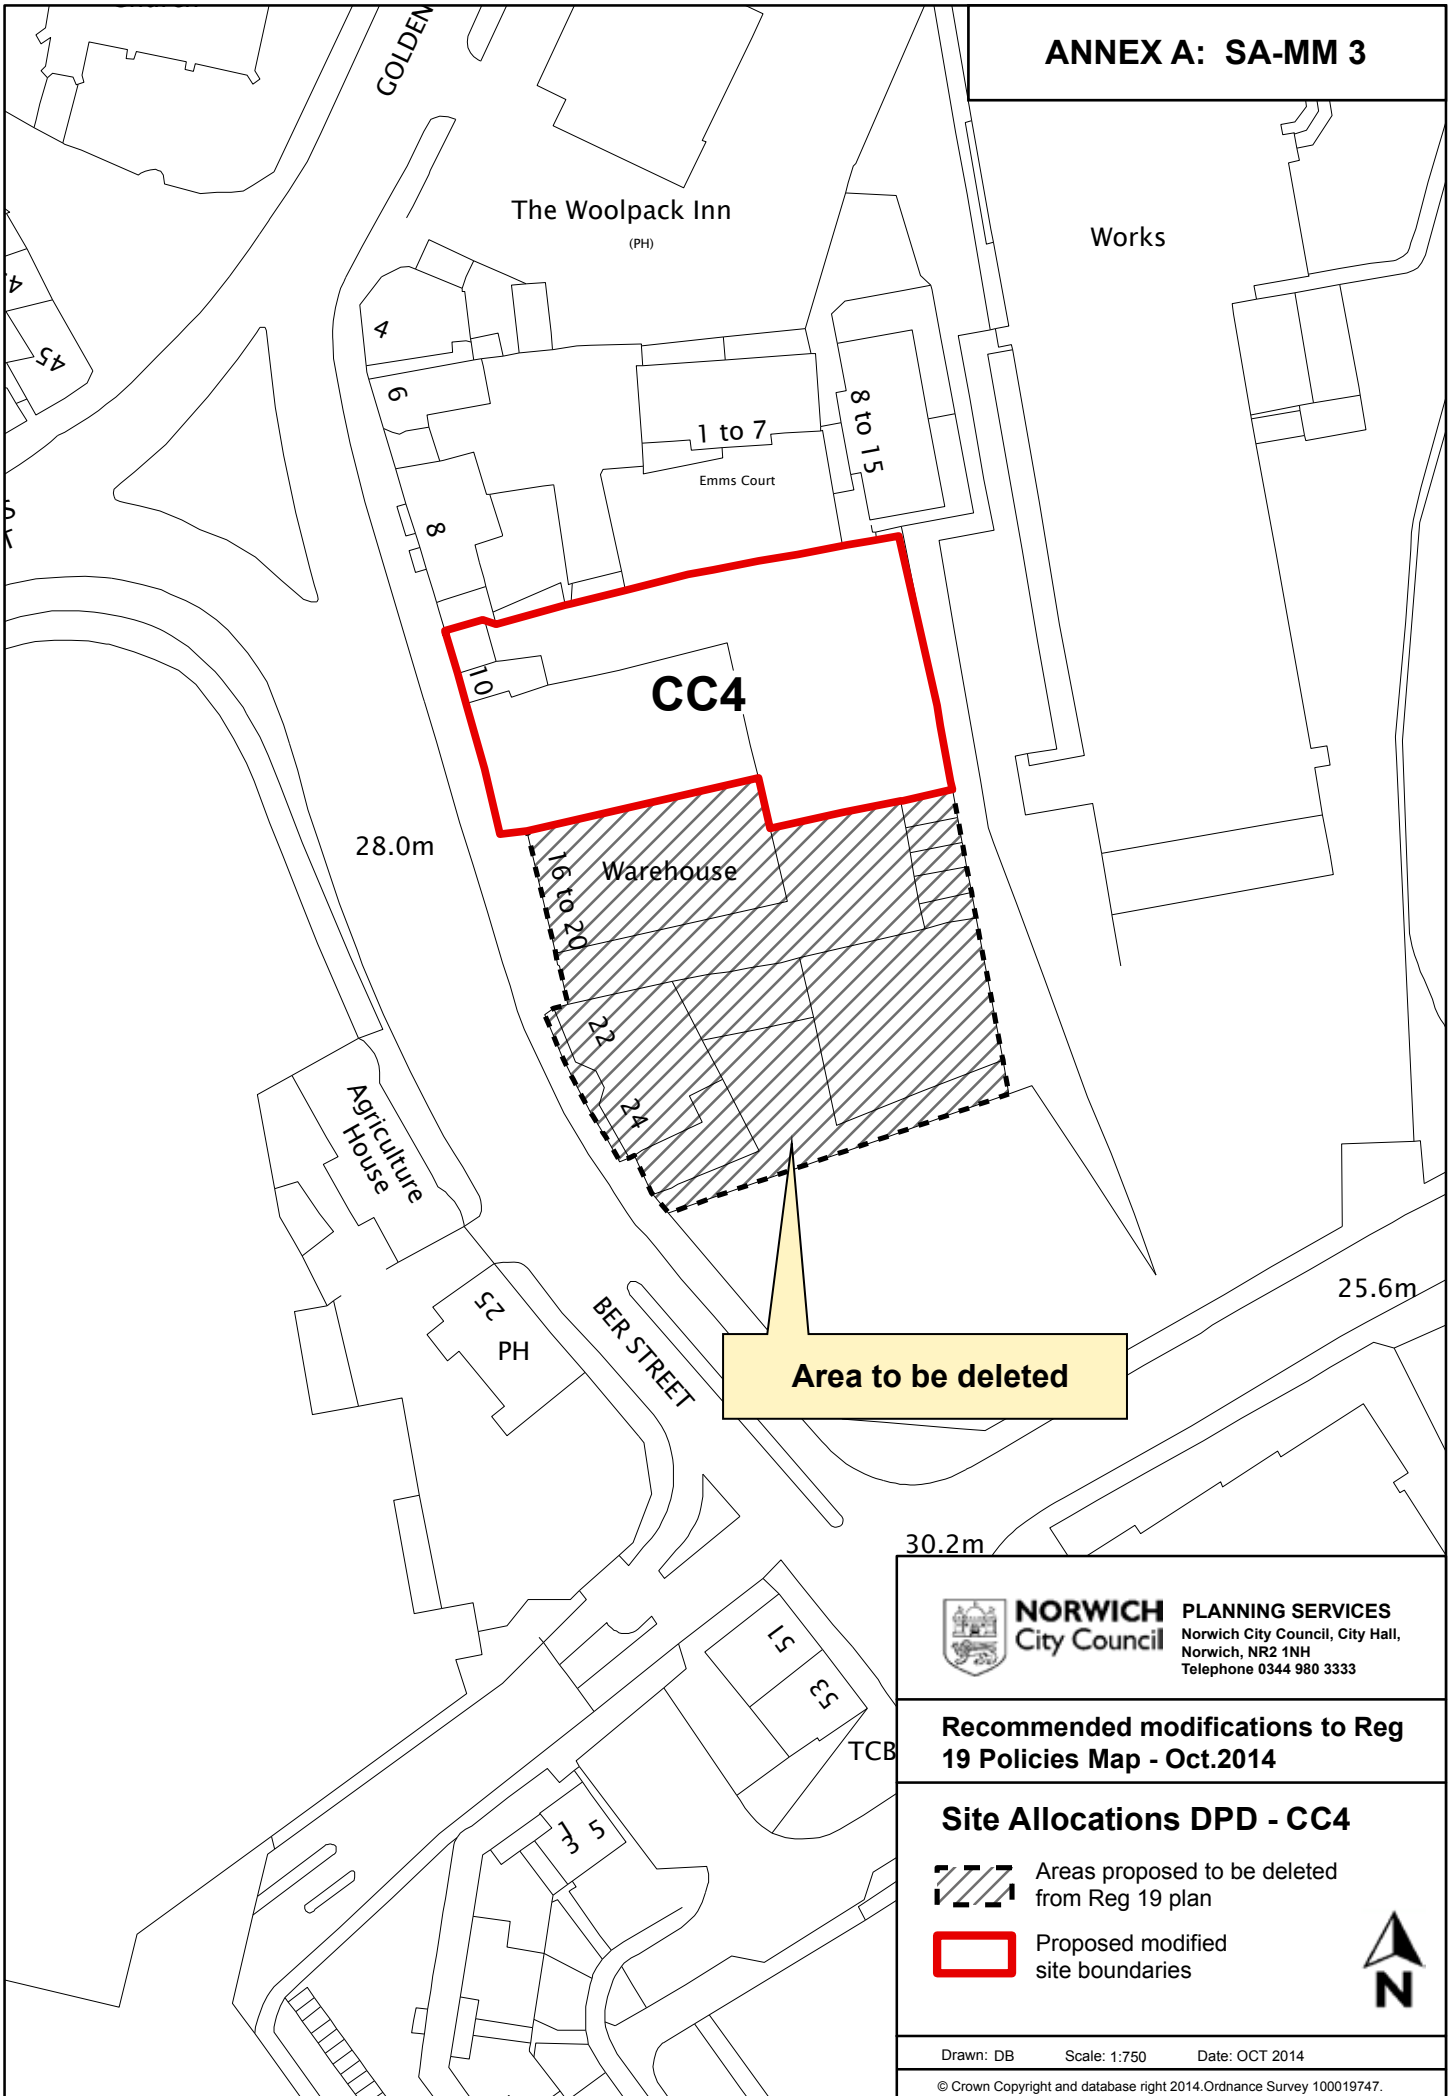 ANNEX A: SA-MM 3
GOLDEN
The Woolpack Inn
(PH)
Works
4
45
6
1 to 7
8 to 15
Emms Court
8
10
CC4
28.0m
16 to 20
Warehouse
22
24
Agriculture
House
25
PH
BER STREET
25.6m
Area to be deleted
30.2m
51
53
TCB
1
3 5
NORWICH
City Council
PLANNING SERVICES
Norwich City Council, City Hall,
Norwich, NR2 1NH
Telephone 0344 980 3333
Recommended modifications to Reg
19 Policies Map - Oct.2014
Site Allocations DPD - CC4
Areas proposed to be deleted
from Reg 19 plan
Proposed modified
site boundaries
N
Drawn: DB Scale: 1:750 Date: OCT 2014
© Crown Copyright and database right 2014.Ordnance Survey 100019747.